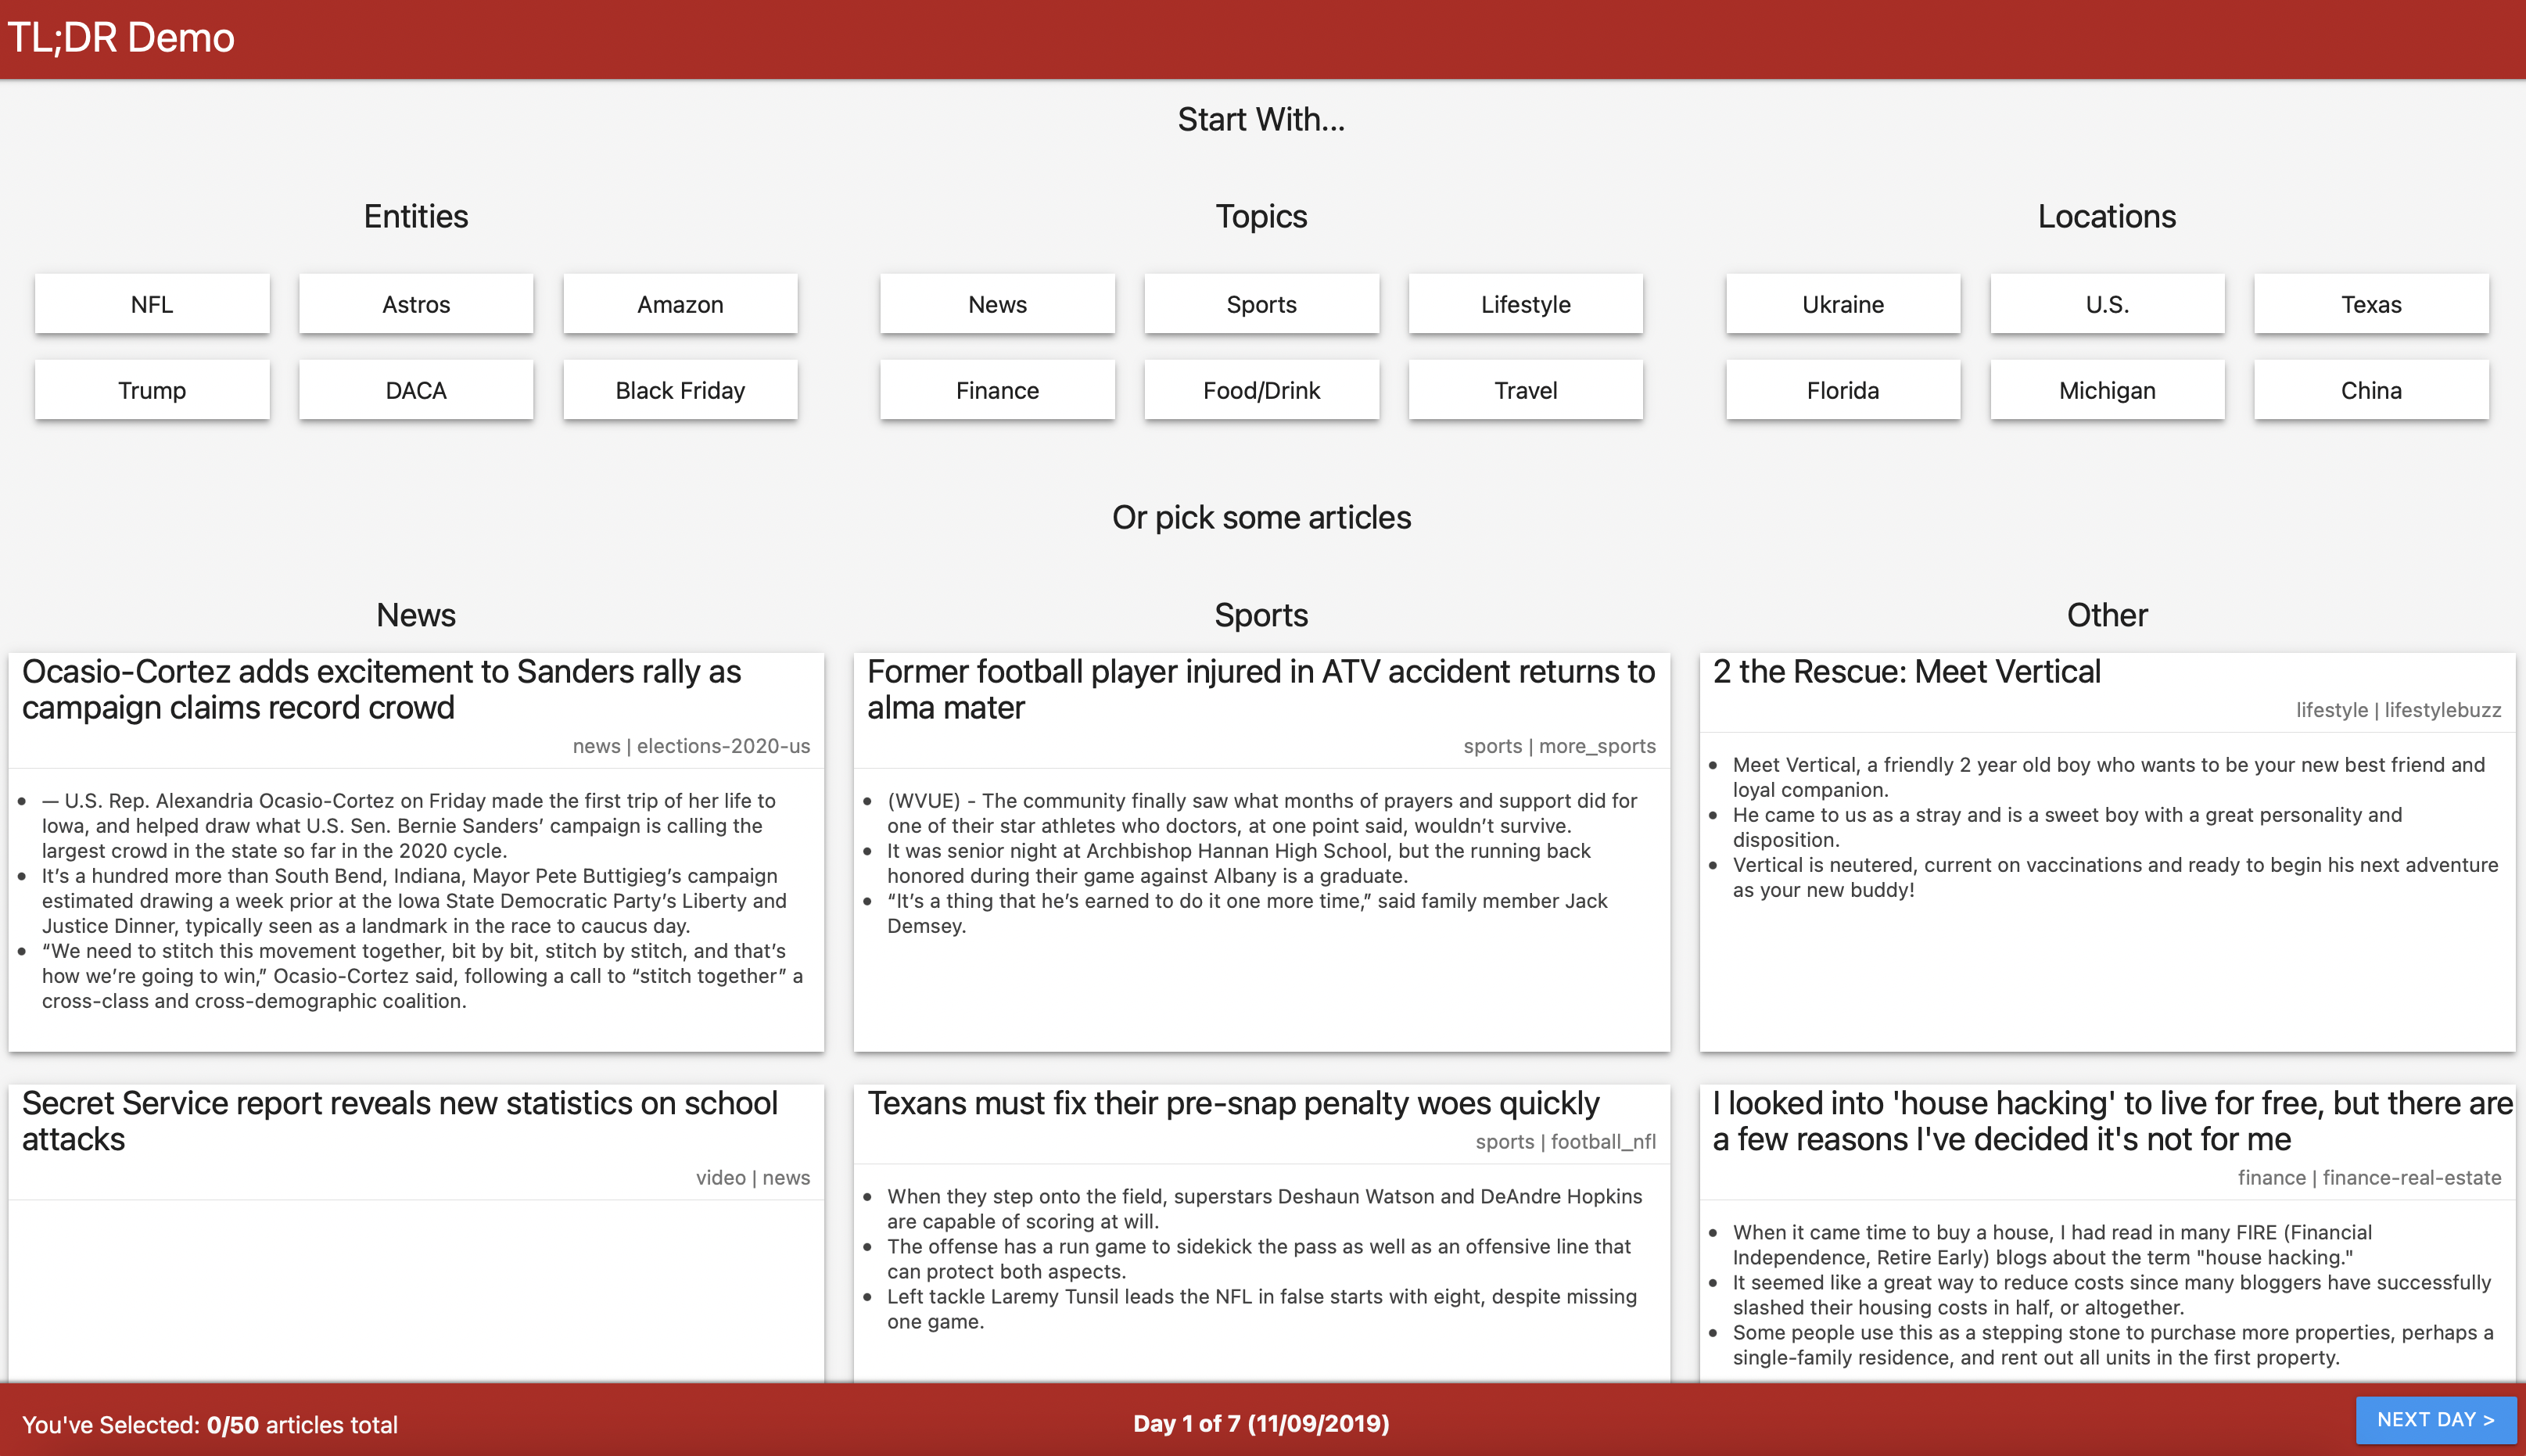 TL;DR Demo
Start With...
Entities
NFL
Astros
Amazon
Trump
DACA
Black Friday
Topics
News
Sports
Lifestyle
Finance
Food/Drink
Travel
Locations
Ukraine
U.S.
Texas
Florida
Michigan
China
Or pick some articles
News
Ocasio-Cortez adds excitement to Sanders rally as
campaign claims record crowd
news | elections-2020-us
• — U.S. Rep. Alexandria Ocasio-Cortez on Friday made the first trip of her life to
Iowa, and helped draw what U.S. Sen. Bernie Sanders’ campaign is calling the
largest crowd in the state so far in the 2020 cycle.
• It’s a hundred more than South Bend, Indiana, Mayor Pete Buttigieg’s campaign
estimated drawing a week prior at the Iowa State Democratic Party’s Liberty and
Justice Dinner, typically seen as a landmark in the race to caucus day.
• “We need to stitch this movement together, bit by bit, stitch by stitch, and that’s
how we’re going to win,” Ocasio-Cortez said, following a call to “stitch together” a
cross-class and cross-demographic coalition.
Secret Service report reveals new statistics on school
attacks
video | news
Sports
Former football player injured in ATV accident returns to
alma mater
sports | more_sports
• (WVUE) - The community finally saw what months of prayers and support did for
one of their star athletes who doctors, at one point said, wouldn’t survive.
• It was senior night at Archbishop Hannan High School, but the running back
honored during their game against Albany is a graduate.
• “It’s a thing that he’s earned to do it one more time,” said family member Jack
Demsey.
Texans must fix their pre-snap penalty woes quickly
sports | football_nfl
• When they step onto the field, superstars Deshaun Watson and DeAndre Hopkins
are capable of scoring at will.
• The offense has a run game to sidekick the pass as well as an offensive line that
can protect both aspects.
• Left tackle Laremy Tunsil leads the NFL in false starts with eight, despite missing
one game.
Other
2 the Rescue: Meet Vertical
lifestyle | lifestylebuzz
• Meet Vertical, a friendly 2 year old boy who wants to be your new best friend and
loyal companion.
• He came to us as a stray and is a sweet boy with a great personality and
disposition.
• Vertical is neutered, current on vaccinations and ready to begin his next adventure
as your new buddy!
I looked into 'house hacking' to live for free, but there are
a few reasons I've decided it's not for me
finance | finance-real-estate
• When it came time to buy a house, I had read in many FIRE (Financial
Independence, Retire Early) blogs about the term "house hacking."
• It seemed like a great way to reduce costs since many bloggers have successfully
slashed their housing costs in half, or altogether.
• Some people use this as a stepping stone to purchase more properties, perhaps a
single-family residence, and rent out all units in the first property.
You've Selected: 0/50 articles total
Day 1 of 7 (11/09/2019)
NEXT DAY >